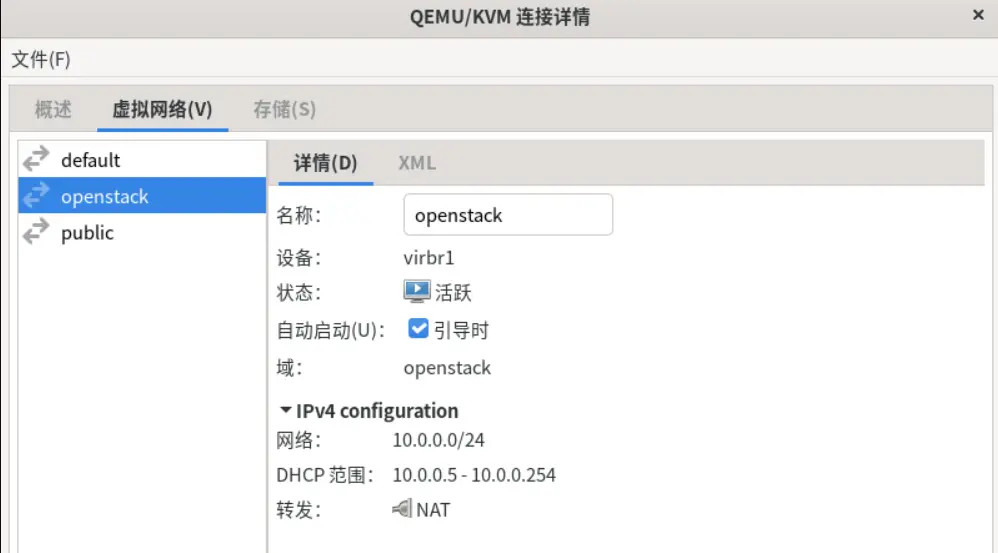 QEMU/KVM 连接详情
文件(F)
概述 虚拟网络(V) 存储(S)
default
openstack
public
详情(D) XML
名称： openstack
设备： virbr1
状态： 活跃
自动启动(U)： 引导时
域： openstack
IPv4 configuration
网络： 10.0.0.0/24
DHCP 范围： 10.0.0.5 - 10.0.0.254
转发： NAT